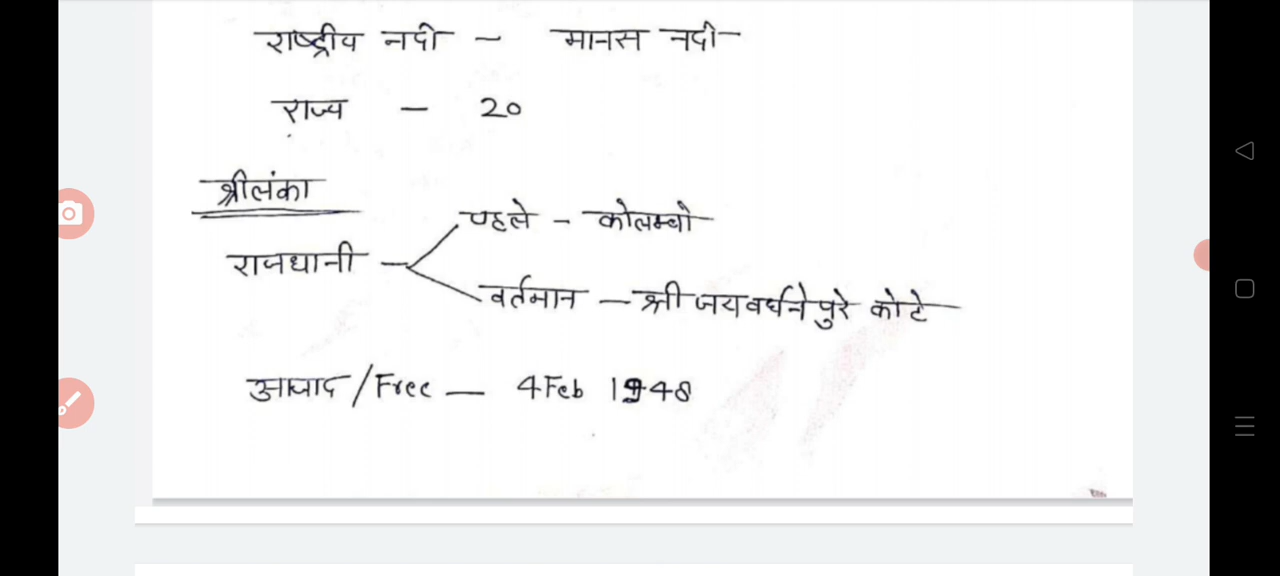 राष्ट्रीय नदी - मानस नदी
राज्य - 20
श्रीलंका
पहले - कोलम्बो
राजधानी -
वर्तमान - श्री जयवर्धने पुरे कोटे
आजाद/Free - 4 Feb 1948